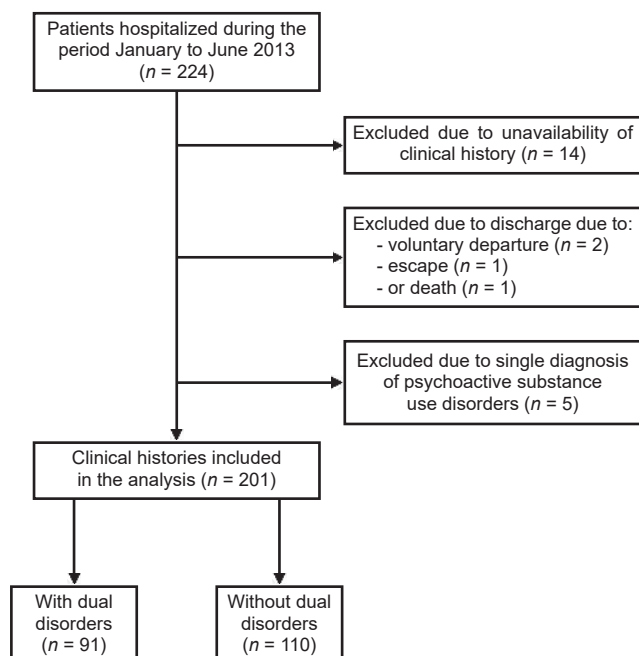 Patients hospitalized during the
period January to June 2013
(n = 224)
Excluded due to unavailability of
clinical history (n = 14)
Excluded due to discharge due to:
- voluntary departure (n = 2)
- escape (n = 1)
- or death (n = 1)
Excluded due to single diagnosis
of psychoactive substance
use disorders (n = 5)
Clinical histories included
in the analysis (n = 201)
With dual
disorders
(n = 91)
Without dual
disorders
(n = 110)